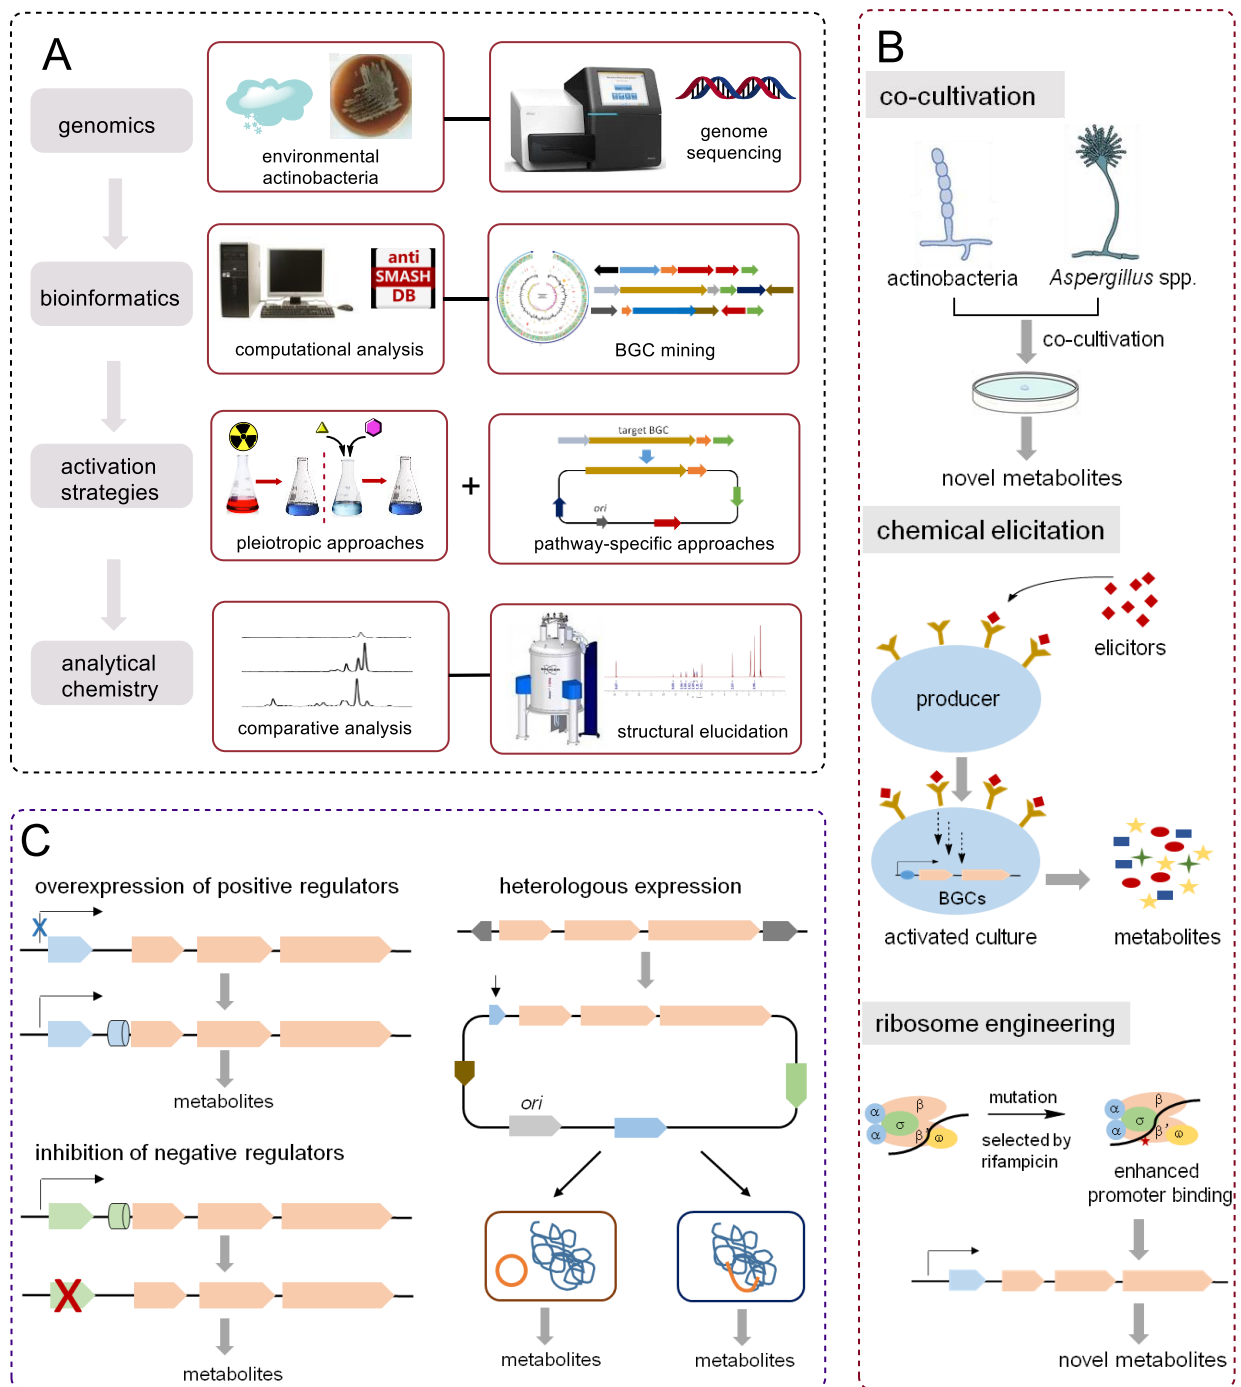 A
genomics
environmental
actinobacteria
genome
sequencing
bioinformatics
anti
SMASH
DB
computational analysis
BGC mining
activation
strategies
pleiotropic approaches
+
target BGC
ori
pathway-specific approaches
analytical
chemistry
comparative analysis
structural elucidation
B
co-cultivation
actinobacteria
Aspergillus spp.
co-cultivation
novel metabolites
chemical elicitation
elicitors
producer
BGCs
activated culture
metabolites
ribosome engineering
α
α
σ
β
β'
ω
mutation
selected by
rifampicin
α
α
σ
β
β'
ω
enhanced
promoter binding
novel metabolites
C
overexpression of positive regulators
X
metabolites
inhibition of negative regulators
X
metabolites
heterologous expression
ori
metabolites
metabolites